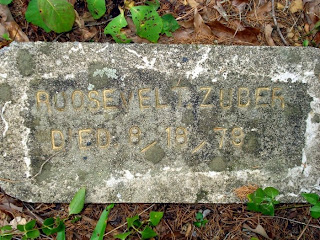 ROOSEVELT ZUBER
DIED 8, 18, 78